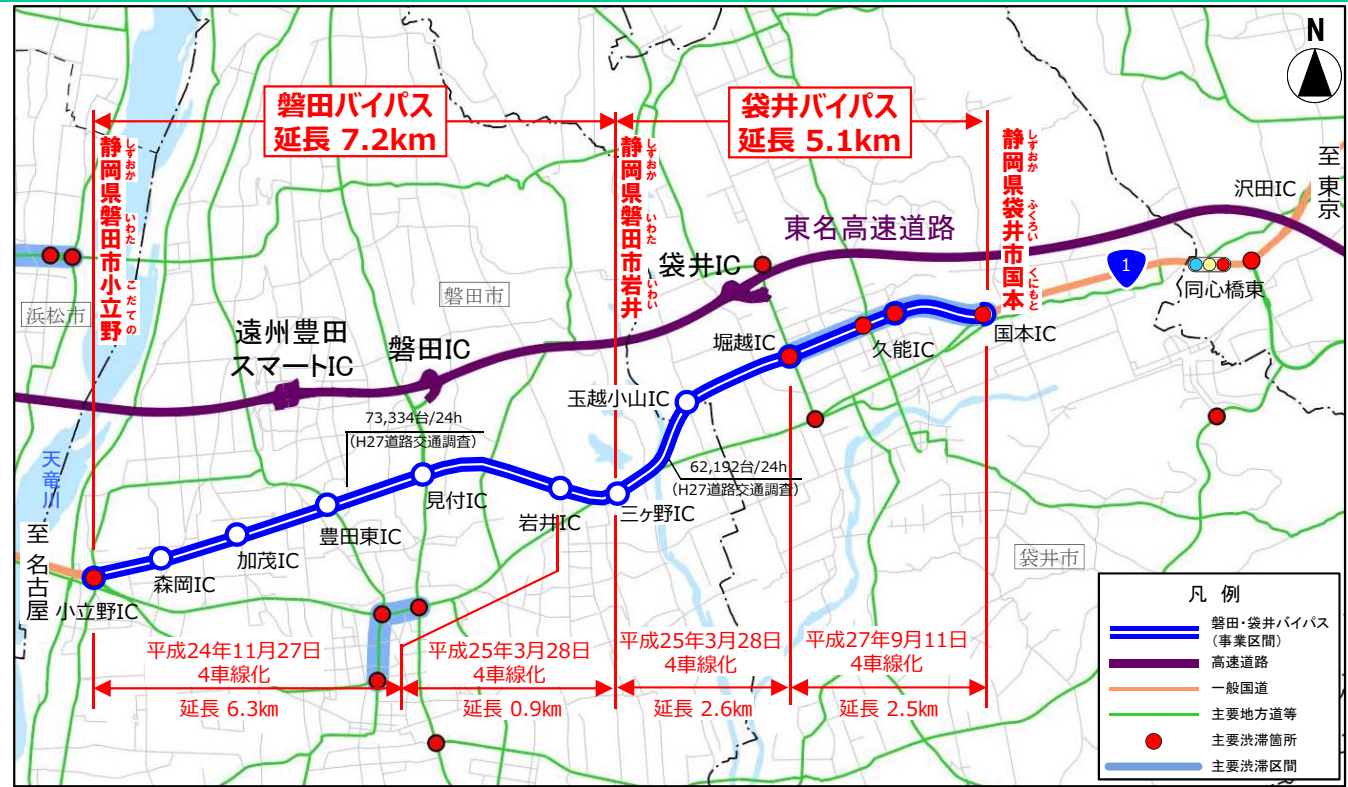 N
磐田バイパス
延長 7.2km
袋井バイパス
延長 5.1km
静岡県磐田市小立野
しずおか
いわた
こだての
静岡県磐田市岩井
しずおか
いわた
いわい
静岡県袋井市国本
しずおか
ふくろい
くにもと
至 東京
沢田IC
東名高速道路
袋井IC
1
同心橋東
浜松市
磐田市
遠州豊田
スマートIC
磐田IC
堀越IC
久能IC
国本IC
玉越小山IC
73,334台/24h
(H27道路交通調査)
62,192台/24h
(H27道路交通調査)
天竜川
見付IC
岩井IC
三ヶ野IC
豊田東IC
加茂IC
森岡IC
小立野IC
至 名古屋
袋井市
平成24年11月27日
4車線化
延長 6.3㎞
平成25年3月28日
4車線化
延長 0.9㎞
平成25年3月28日
4車線化
延長 2.6㎞
平成27年9月11日
4車線化
延長 2.5㎞
凡 例
磐田・袋井バイパス
(事業区間)
高速道路
一般国道
主要地方道等
主要渋滞箇所
主要渋滞区間